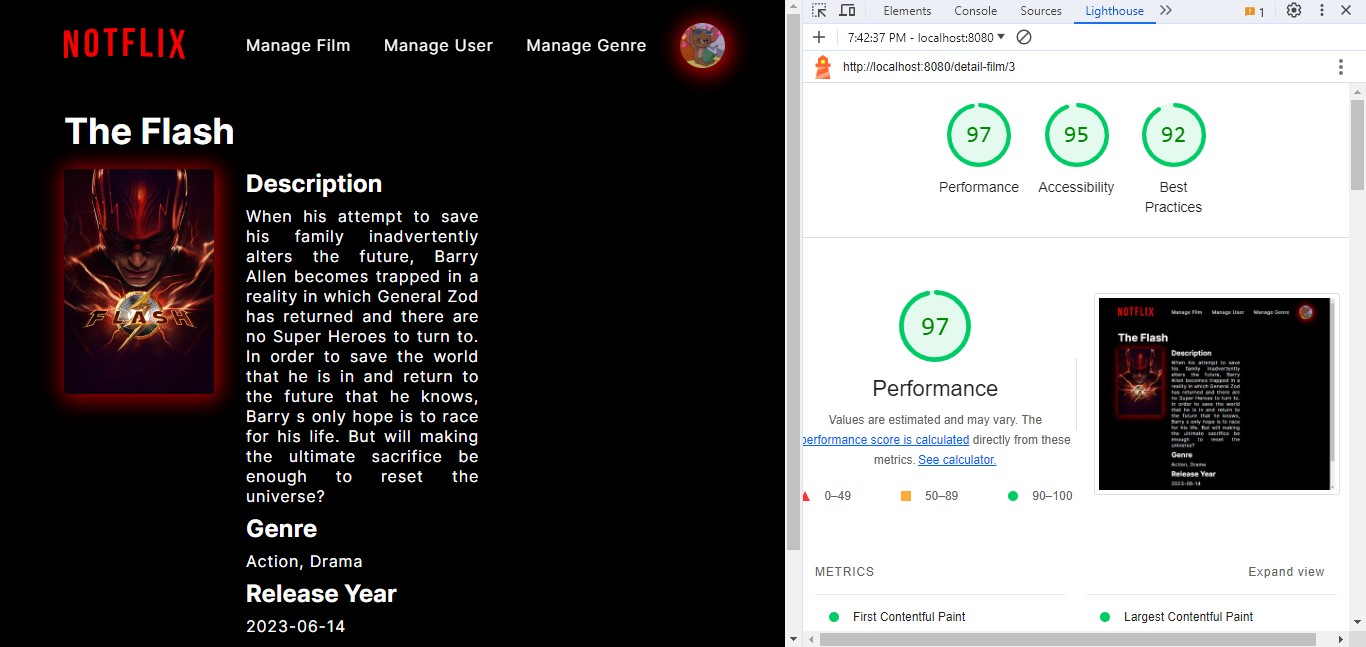 NOTFLIX
Manage Film Manage User Manage Genre
The Flash
FLASH
Description
When his attempt to save
his family inadvertently
alters the future, Barry
Allen becomes trapped in a
reality in which General Zod
has returned and there are
no Super Heroes to turn to.
In order to save the world
that he is in and return to
the future that he knows,
Barry s only hope is to race
for his life. But will making
the ultimate sacrifice be
enough to reset the
universe?
Genre
Action, Drama
Release Year
2023-06-14
Elements Console Sources Lighthouse 1
7:42:37 PM - localhost:8080
http://localhost:8080/detail-film/3
97 95 92
Performance Accessibility Best
Practices
97
Performance
Values are estimated and may vary. The
performance score is calculated directly from these
metrics. See calculator.
0–49 50–89 90–100
NOTFLIX
Manage Film Manage User Manage Genre
The Flash
Description
When his attempt to save
his family inadvertently
alters the future, Barry
Allen becomes trapped in a
reality in which General Zod
has returned and there are
no Super Heroes to turn to.
In order to save the world
that he is in and return to
the future that he knows,
Barry s only hope is to race
for his life. But will making
the ultimate sacrifice be
enough to reset the
universe?
Genre
Action, Drama
Release Year
2023-06-14
METRICS Expand view
First Contentful Paint Largest Contentful Paint